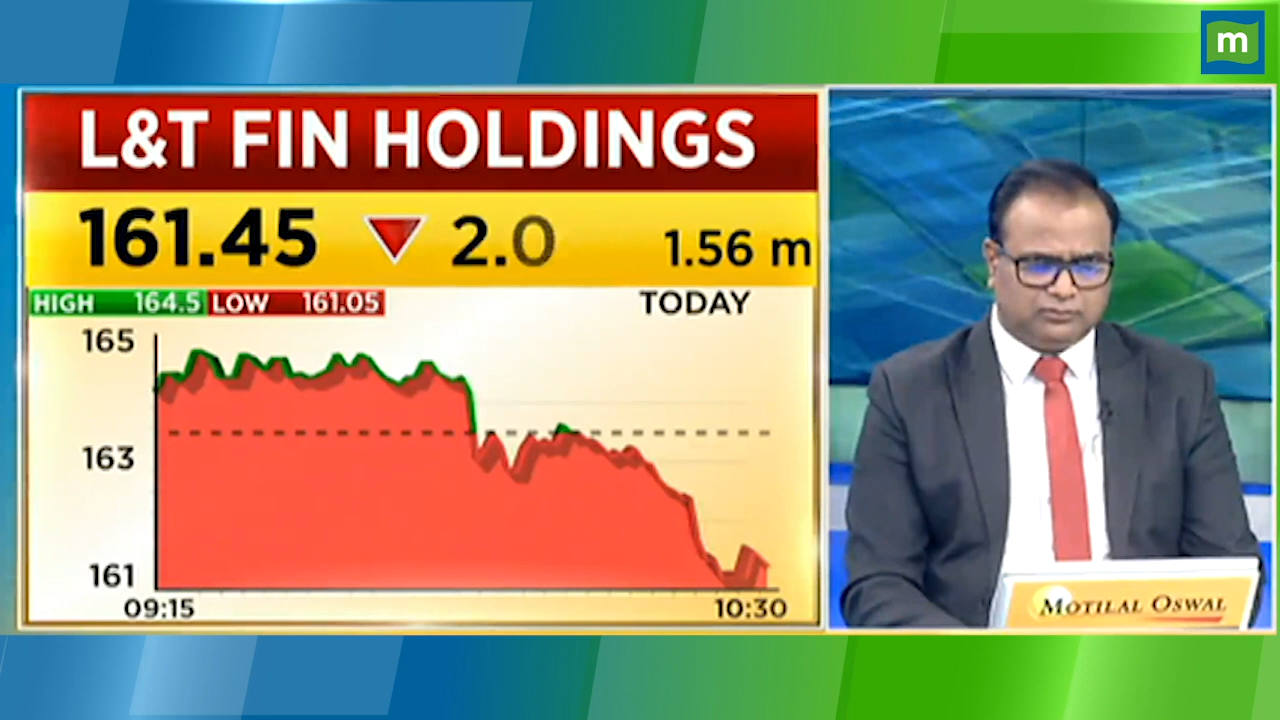 m
L&T FIN HOLDINGS
161.45 2.0 1.56 m
HIGH 164.5 LOW 161.05 TODAY
165
163
161
09:15 10:30
MOTILAL OSWAL